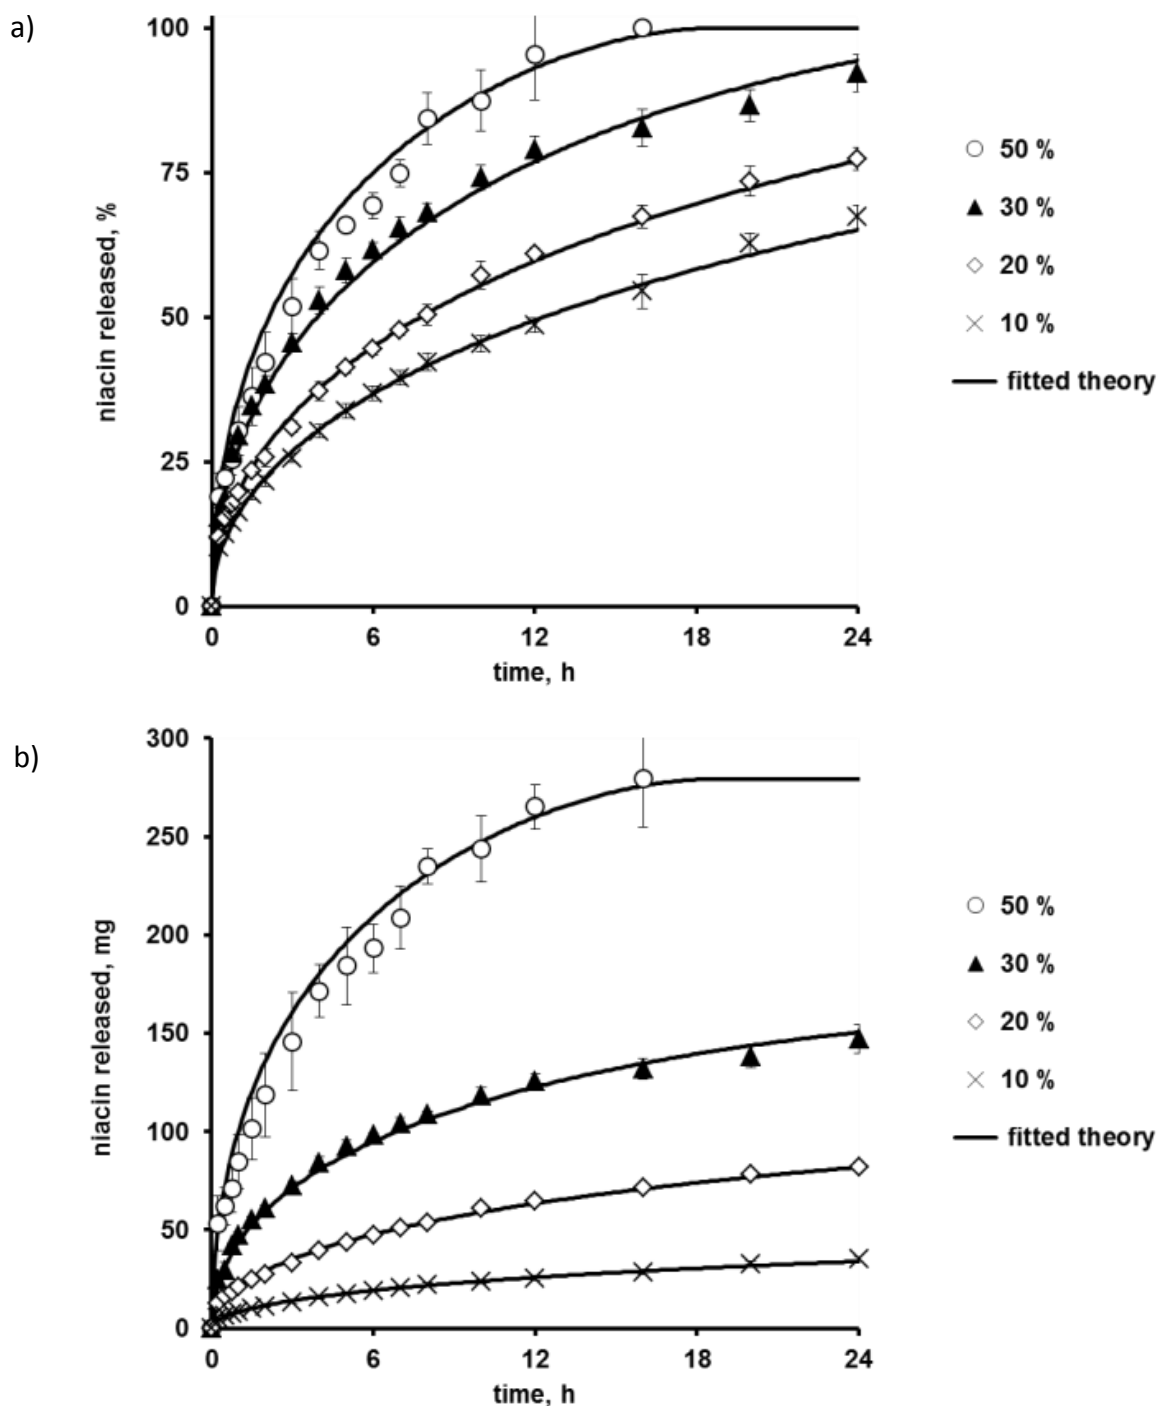 a)
niacin released, %
100
75
50
25
0
0 6 12 18 24
time, h
50 %
30 %
20 %
10 %
fitted theory
b)
niacin released, mg
300
250
200
150
100
50
0
0 6 12 18 24
time, h
50 %
30 %
20 %
10 %
fitted theory